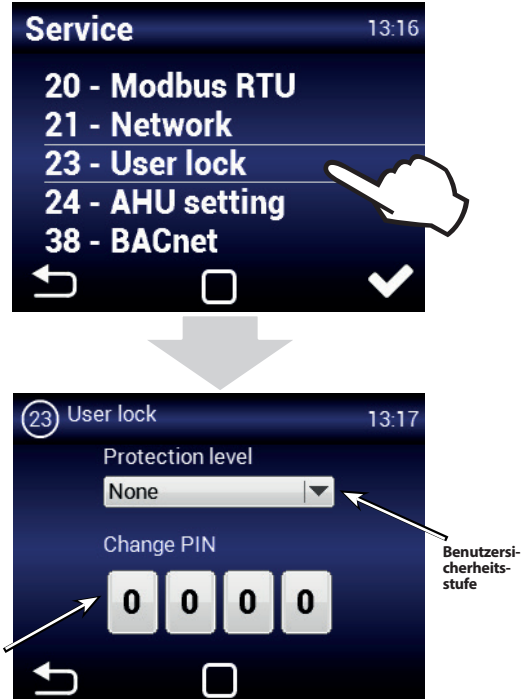 Service 13:16
20 - Modbus RTU
21 - Network
23 - User lock
24 - AHU setting
38 - BACnet
23 User lock 13:17
Protection level
None
Change PIN
0 0 0 0
Benutzersi-
cherheits-
stufe